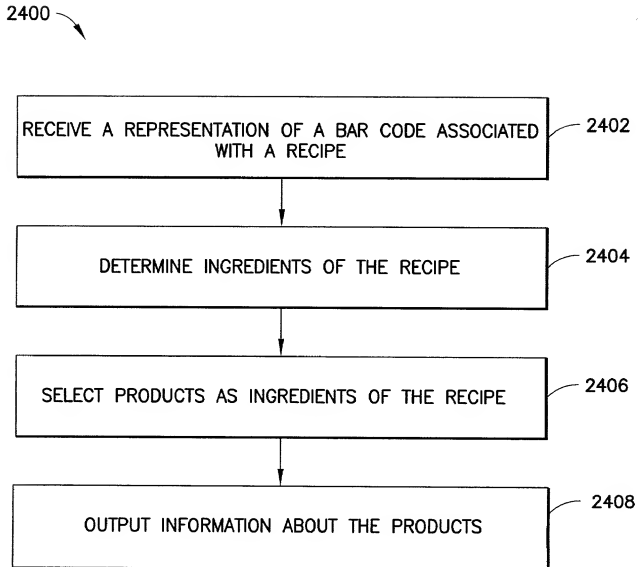 2400
RECEIVE A REPRESENTATION OF A BAR CODE ASSOCIATED
WITH A RECIPE
2402
DETERMINE INGREDIENTS OF THE RECIPE
2404
SELECT PRODUCTS AS INGREDIENTS OF THE RECIPE
2406
OUTPUT INFORMATION ABOUT THE PRODUCTS
2408